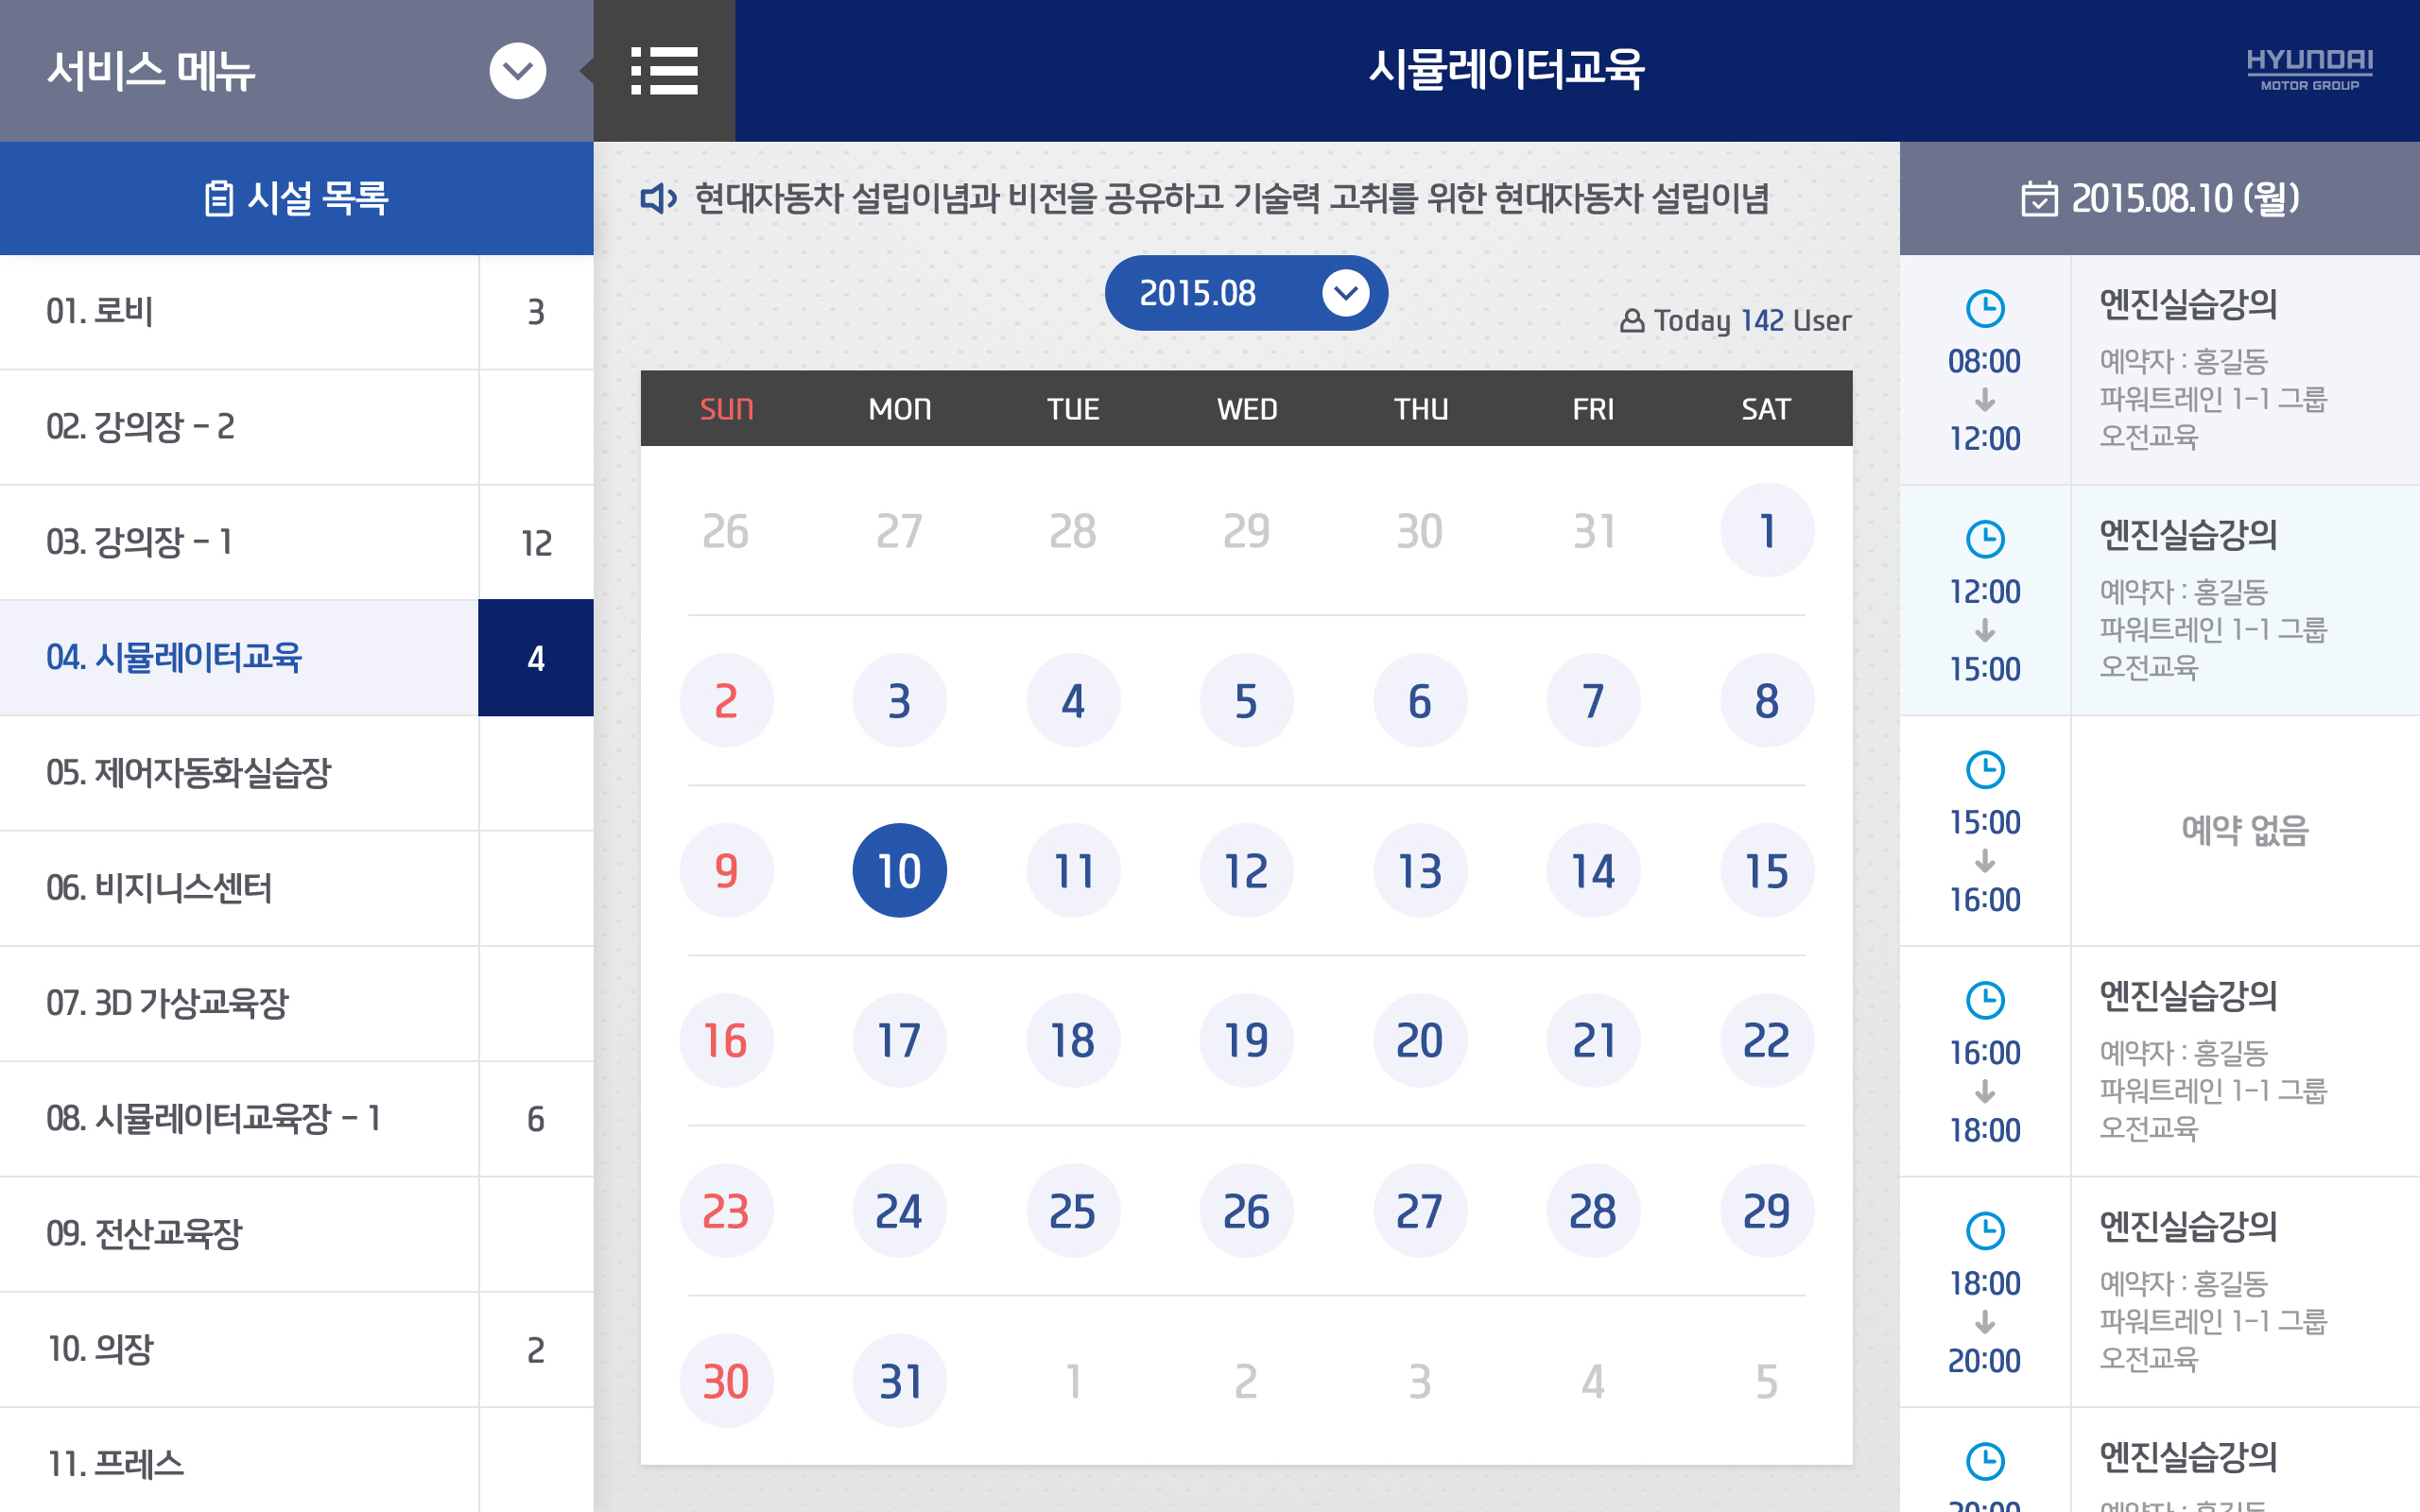 서비스 메뉴
시뮬레이터교육
HYUNDAI
MOTOR GROUP
시설 목록
01. 로비 3
02. 강의장 - 2
03. 강의장 - 1 12
04. 시뮬레이터교육 4
05. 제어자동화실습장
06. 비지니스센터
07. 3D 가상교육장
08. 시뮬레이터교육장 - 1 6
09. 전산교육장
10. 의장 2
11. 프레스
현대자동차 설립이념과 비전을 공유하고 기술력 고취를 위한 현대자동차 설립이념
2015.08
Today 142 User
SUN MON TUE WED THU FRI SAT
26 27 28 29 30 31 1
2 3 4 5 6 7 8
9 10 11 12 13 14 15
16 17 18 19 20 21 22
23 24 25 26 27 28 29
30 31 1 2 3 4 5
2015.08.10 (월)
08:00
12:00
엔진실습강의
예약자 : 홍길동
파워트레인 1-1 그룹
오전교육
12:00
15:00
엔진실습강의
예약자 : 홍길동
파워트레인 1-1 그룹
오전교육
15:00
16:00
예약 없음
16:00
18:00
엔진실습강의
예약자 : 홍길동
파워트레인 1-1 그룹
오전교육
18:00
20:00
엔진실습강의
예약자 : 홍길동
파워트레인 1-1 그룹
오전교육
20:00
엔진실습강의
예약자 : 홍길동